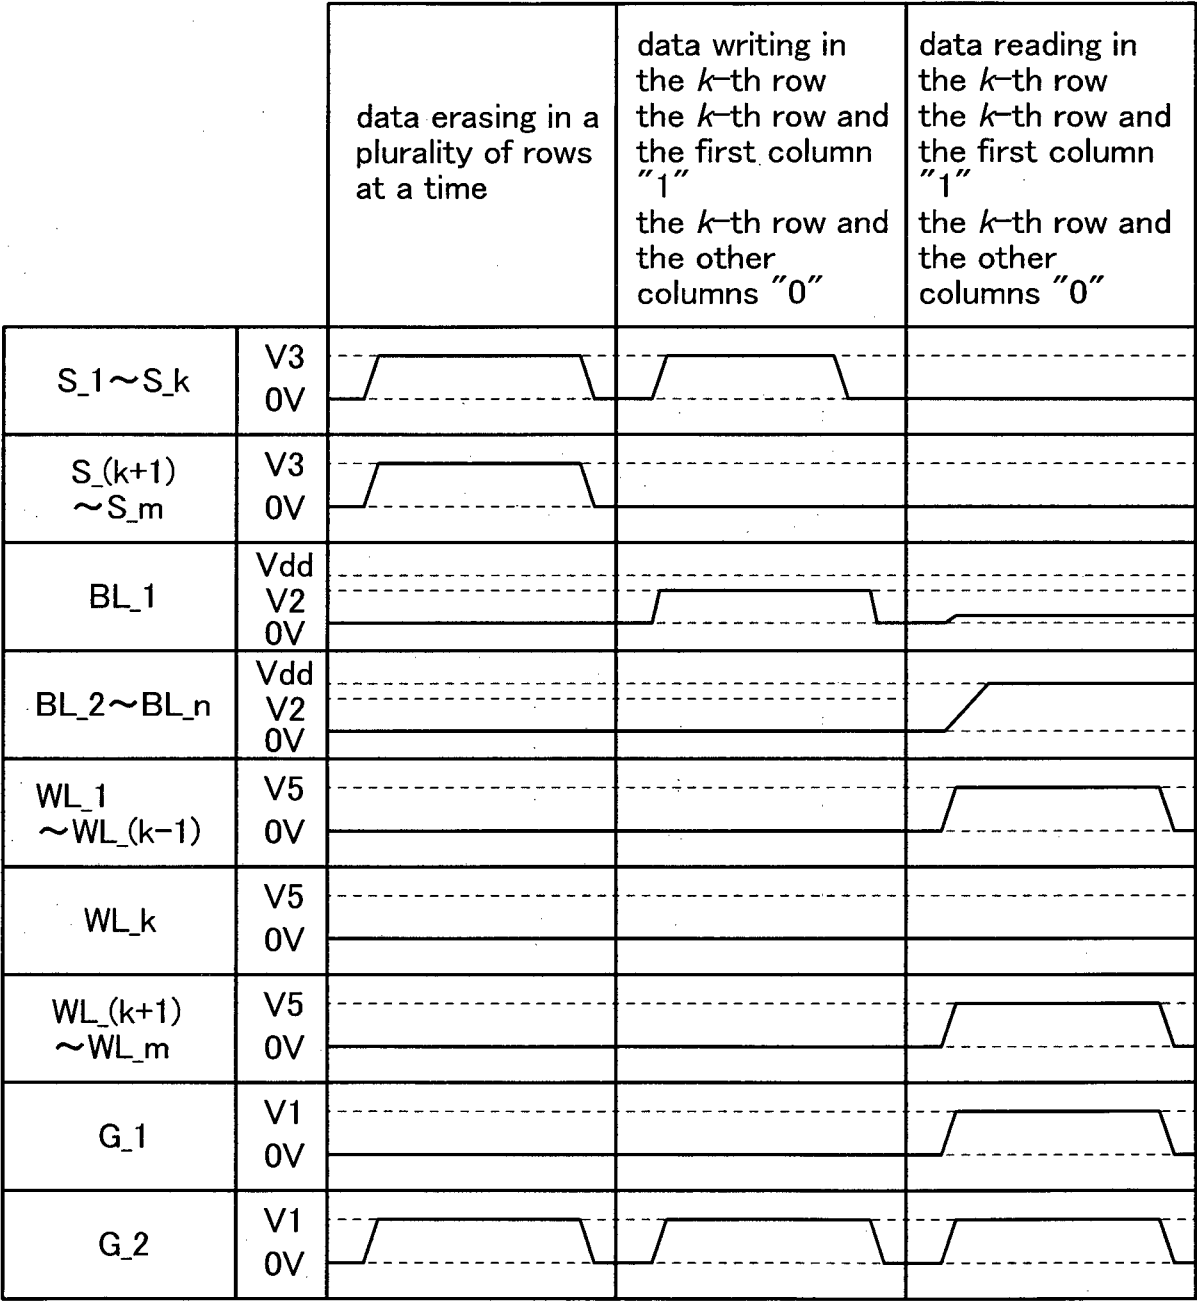 data erasing in a
plurality of rows
at a time
data writing in
the k-th row
the k-th row and
the first column
"1"
the k-th row and
the other
columns "0"
data reading in
the k-th row
the k-th row and
the first column
"1"
the k-th row and
the other
columns "0"
S_1~S_k
V3
0V
S_(k+1)
~S_m
V3
0V
BL_1
Vdd
V2
0V
BL_2~BL_n
Vdd
V2
0V
WL_1
~WL_(k-1)
V5
0V
WL_k
V5
0V
WL_(k+1)
~WL_m
V5
0V
G_1
V1
0V
G_2
V1
0V